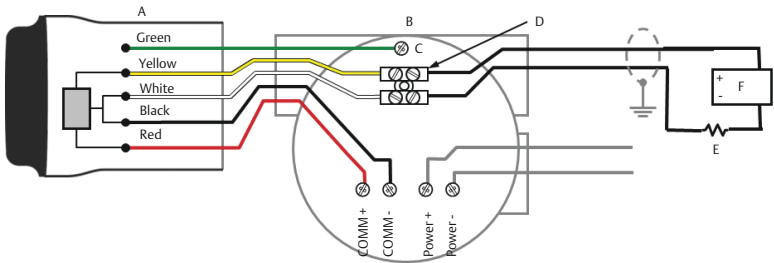 A
B
D
Green
C
Yellow
White
Black
Red
+
-
F
E
COMM +
COMM -
Power +
Power -